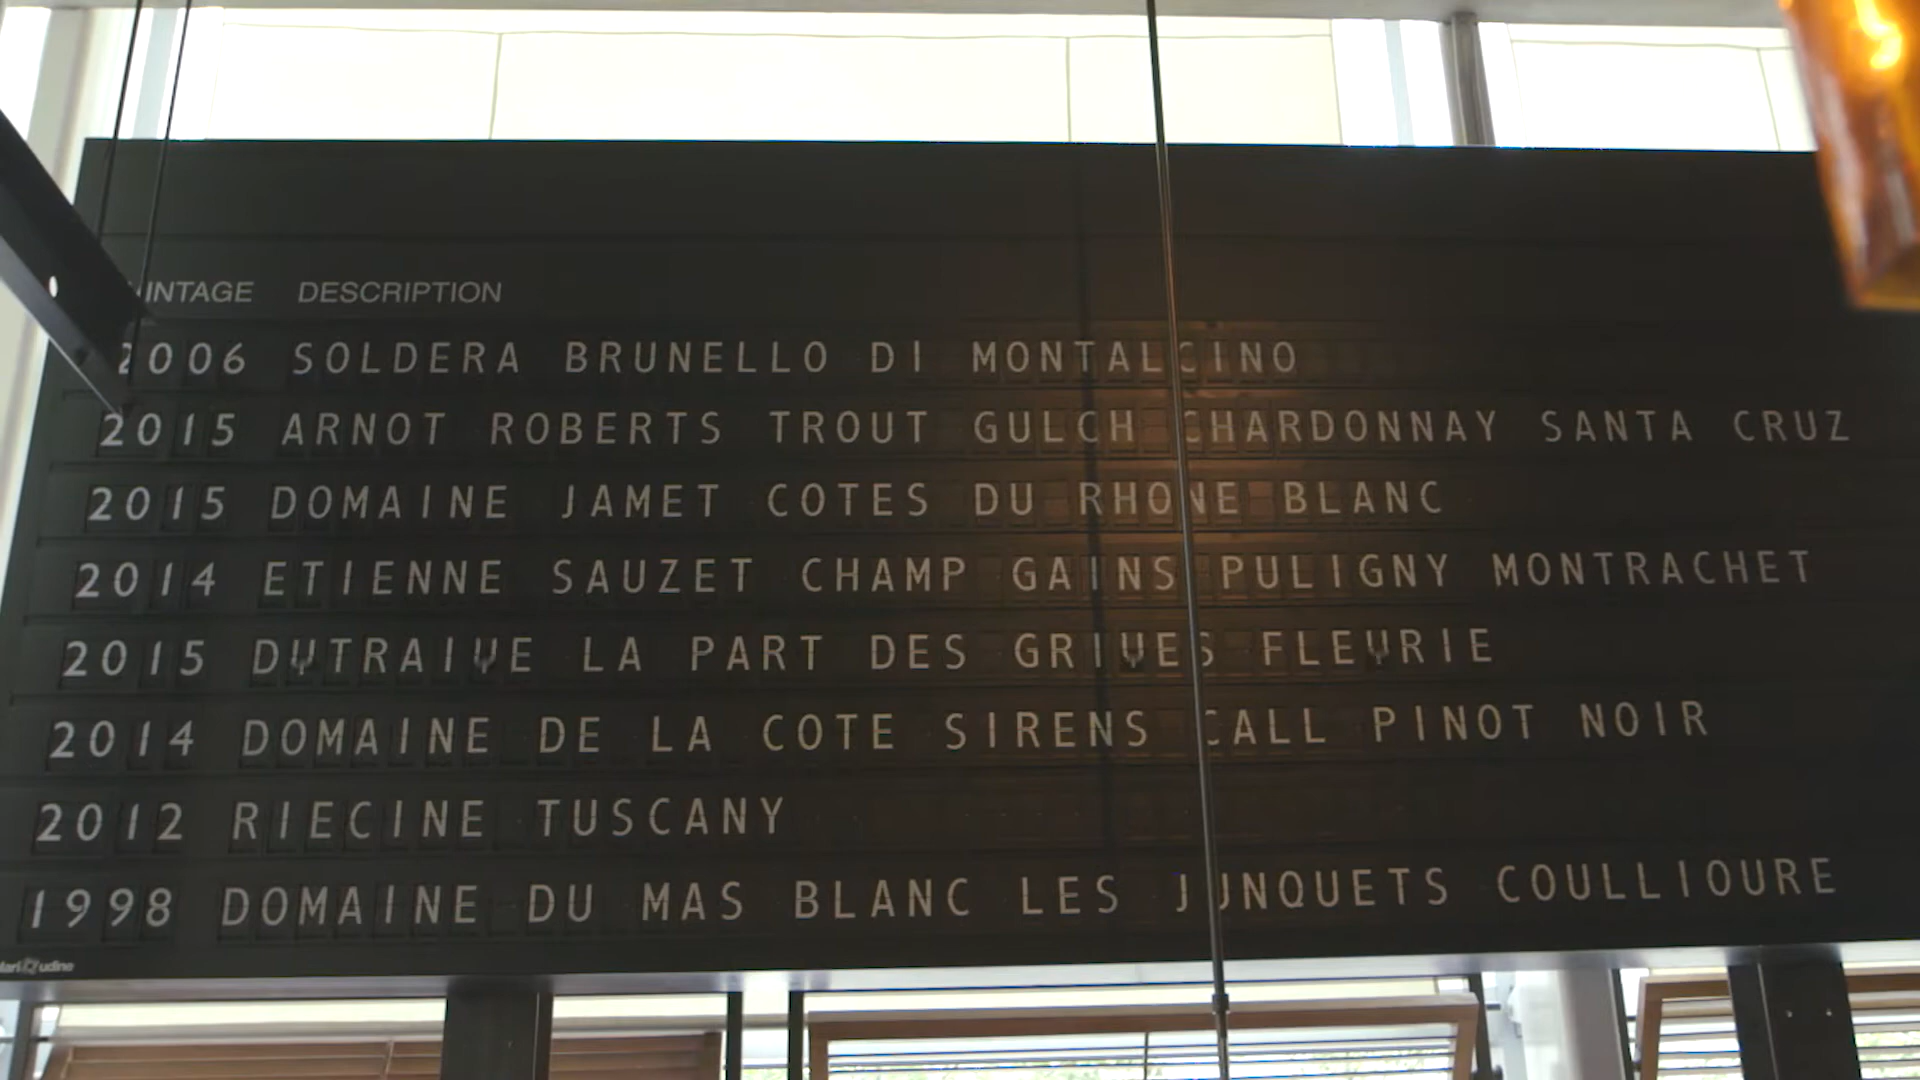 VINTAGE DESCRIPTION
2006 SOLDERA BRUNELLO DI MONTALCINO
2015 ARNOT ROBERTS TROUT GULCH CHARDONNAY SANTA CRUZ
2015 DOMAINE JAMET COTES DU RHONE BLANC
2014 ETIENNE SAUZET CHAMP GAINS PULIGNY MONTRACHET
2015 DUTRAIVE LA PART DES GRIVES FLEURIE
2014 DOMAINE DE LA COTE SIRENS CALL PINOT NOIR
2012 RIECINE TUSCANY
1998 DOMAINE DU MAS BLANC LES JUNQUETS COULLIOURE
udine